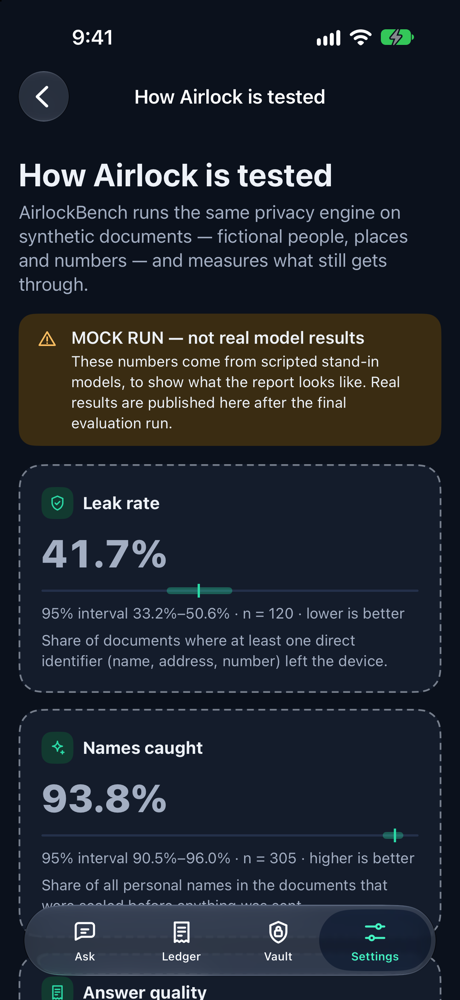 9:41
How Airlock is tested
How Airlock is tested
AirlockBench runs the same privacy engine on
synthetic documents — fictional people, places
and numbers — and measures what still gets
through.
MOCK RUN — not real model results
These numbers come from scripted stand-in
models, to show what the report looks like. Real
results are published here after the final
evaluation run.
Leak rate
41.7%
95% interval 33.2%–50.6% · n = 120 · lower is better
Share of documents where at least one direct
identifier (name, address, number) left the device.
Names caught
93.8%
95% interval 90.5%–96.0% · n = 305 · higher is better
Share of all personal names in the documents that
were sealed before anything was sent.
Ask
Ledger
Vault
Settings
Answer quality